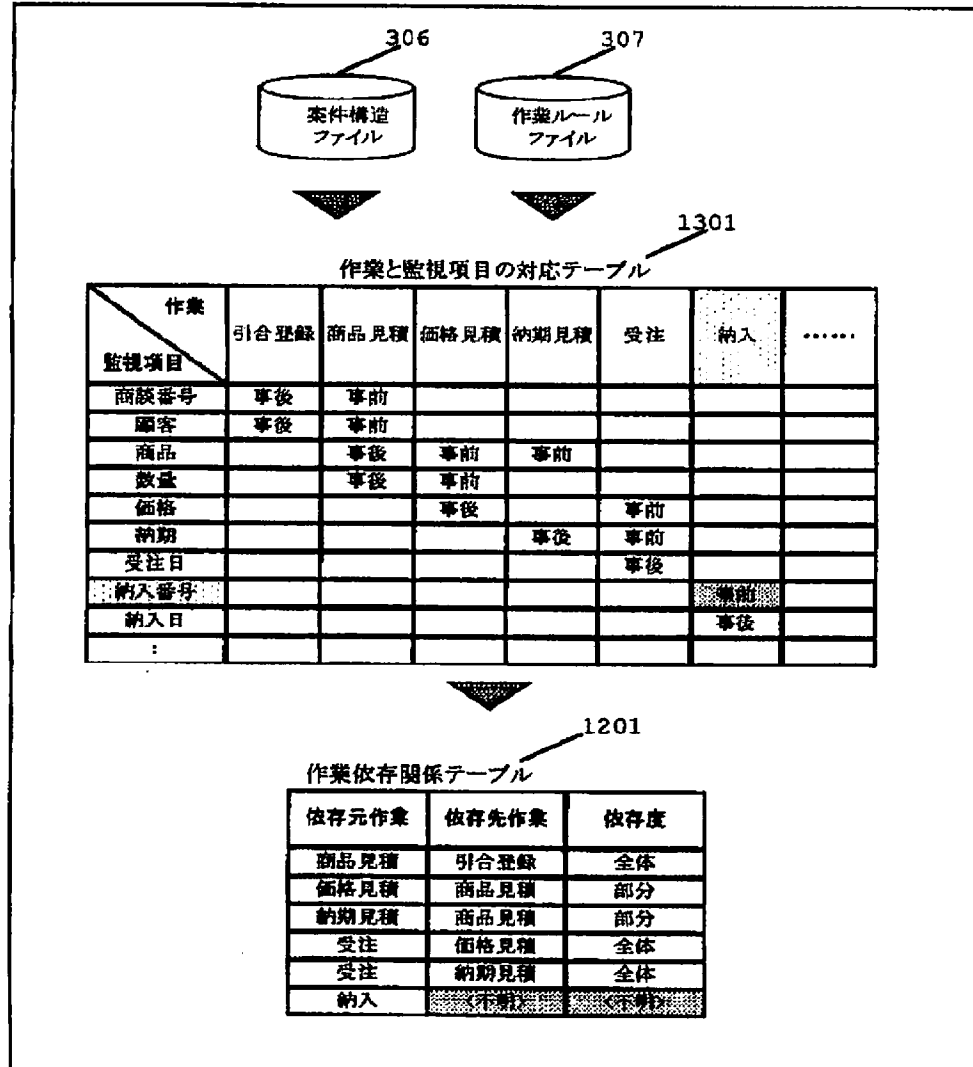 306 307
案件構造 作業ルール
ファイル ファイル
1301
作業と監視項目の対応テーブル
作業
監視項目
引合登録 商品見積 価格見積 納期見積 受注 納入 ‥‥‥
商談番号 事後 事前
顧客 事後 事前
商品 事後 事前 事前
数量 事後 事前
価格 事後 事前
納期 事後 事前
受注日 事後
納入番号 事前
納入日 事後
:
1201
作業依存関係テーブル
依存元作業 依存先作業 依存度
商品見積 引合登録 全体
価格見積 商品見積 部分
納期見積 商品見積 部分
受注 価格見積 全体
受注 納期見積 全体
納入 <不明> <不明>